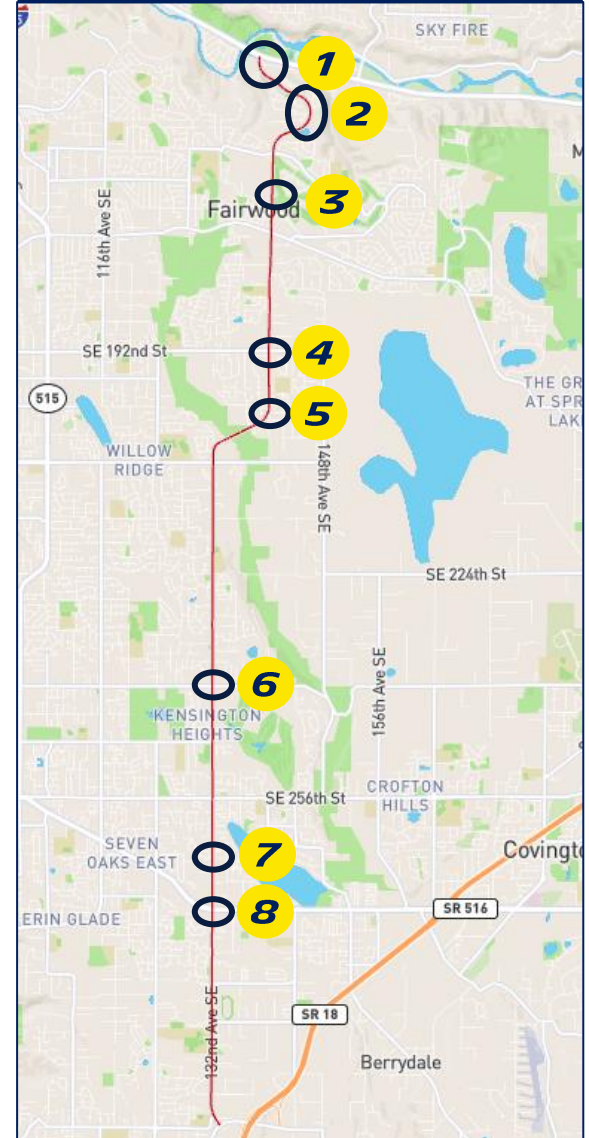 5
SKY FIRE
1
2
M
116th Ave SE
Fairwood
3
SE 192nd St
4
THE GR
AT SPR
LAK
515
5
WILLOW
RIDGE
148th Ave SE
SE 224th St
156th Ave SE
6
KENSINGTON
HEIGHTS
SE 256th St
CROFTON
HILLS
SEVEN
OAKS EAST
7
Covingt
ERIN GLADE
8
SR 516
132nd Ave SE
SR 18
Berrydale